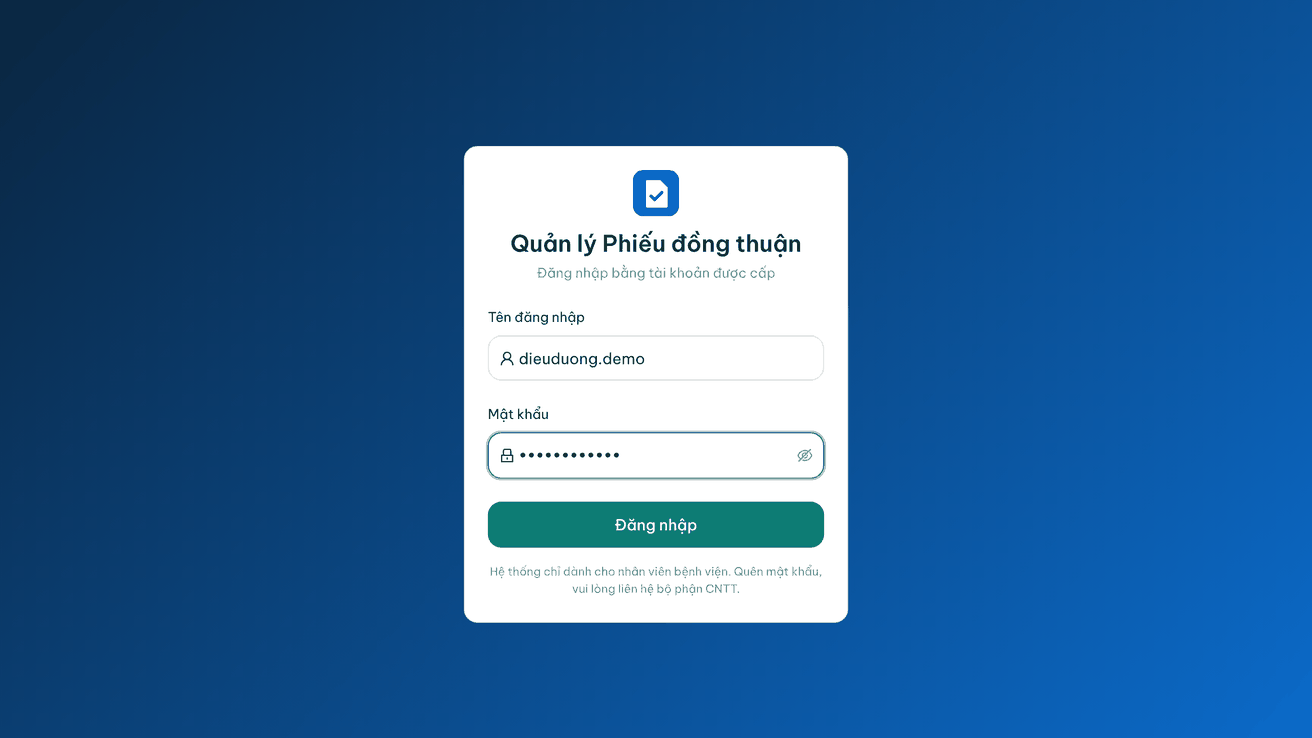 Quản lý Phiếu đồng thuận
Đăng nhập bằng tài khoản được cấp
Tên đăng nhập
dieuduong.demo
Mật khẩu
••••••••••••
Đăng nhập
Hệ thống chỉ dành cho nhân viên bệnh viện. Quên mật khẩu,
vui lòng liên hệ bộ phận CNTT.